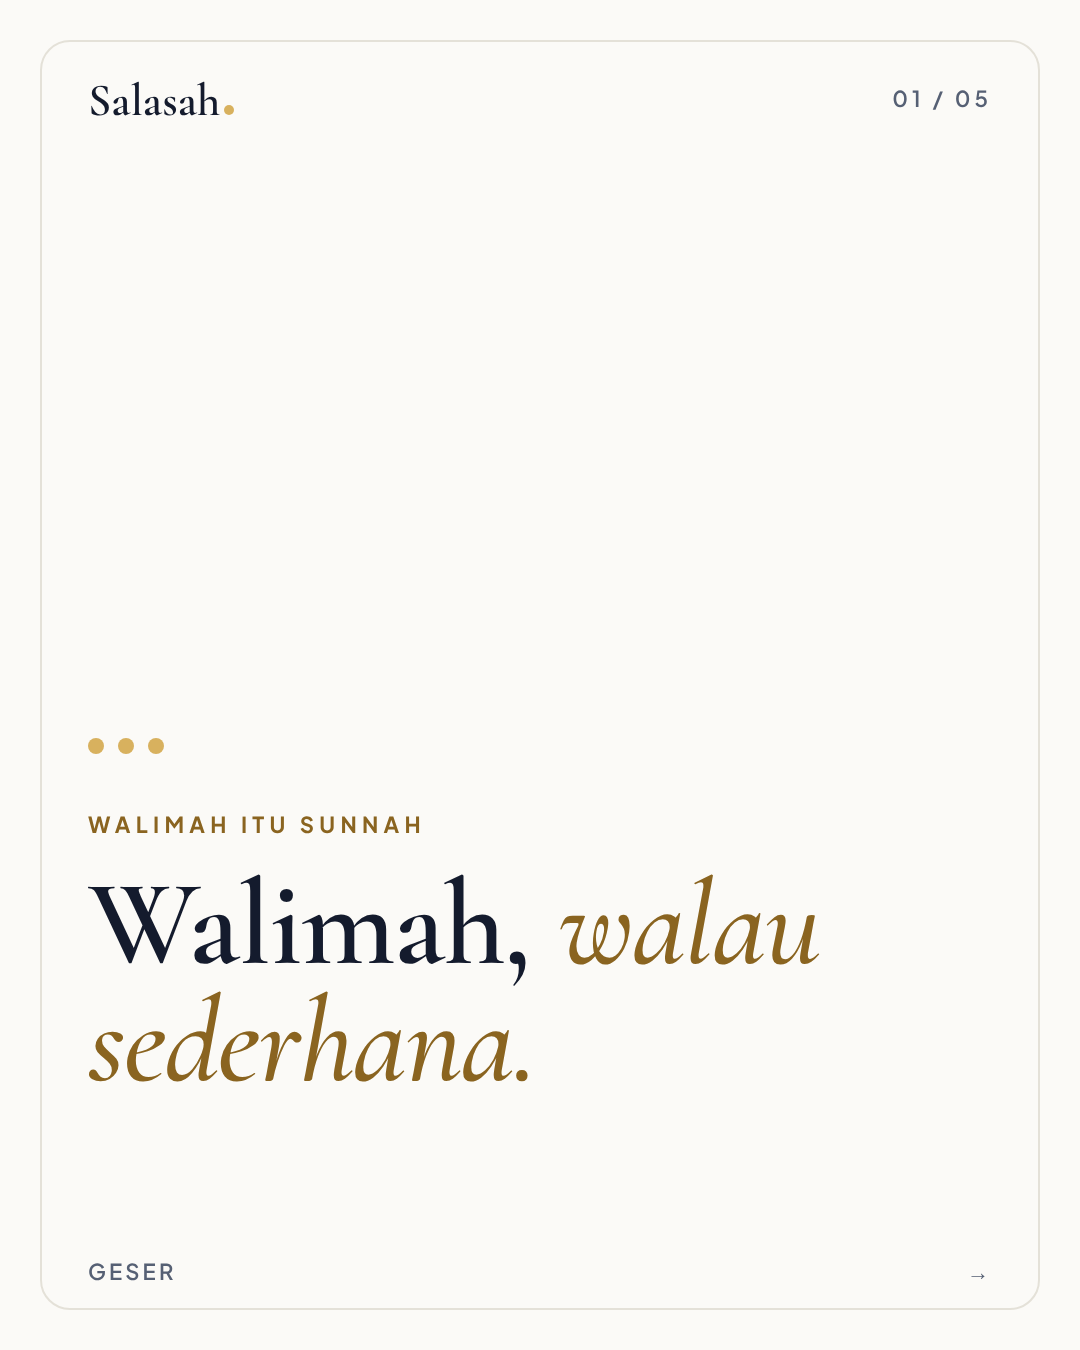 Salasah.
01 / 05
WALIMAH ITU SUNNAH
Walimah, walau
sederhana.
GESER →